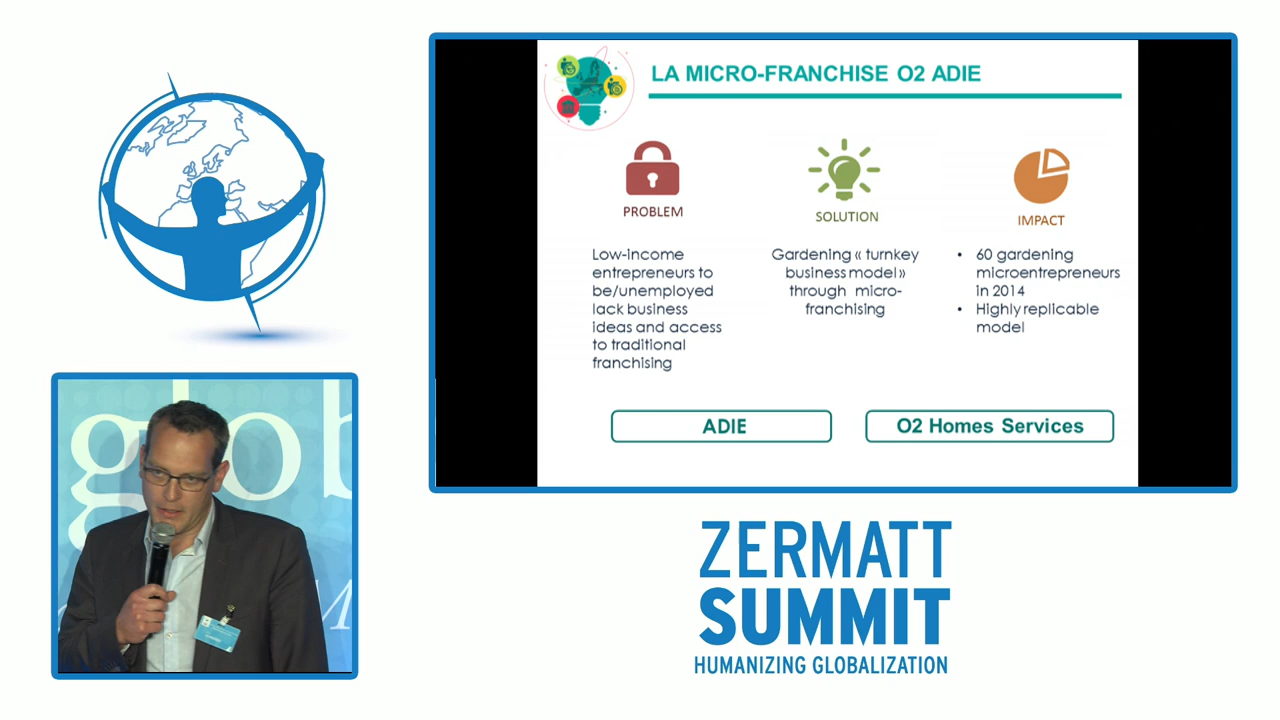 LA MICRO-FRANCHISE O2 ADIE
PROBLEM
SOLUTION
IMPACT
Low-income
entrepreneurs to
be/unemployed
lack business
ideas and access
to traditional
franchising
Gardening « turnkey
business model »
through micro-
franchising
• 60 gardening
microentrepreneurs
in 2014
• Highly replicable
model
ADIE
O2 Homes Services
glob
ZERMATT
SUMMIT
HUMANIZING GLOBALIZATION